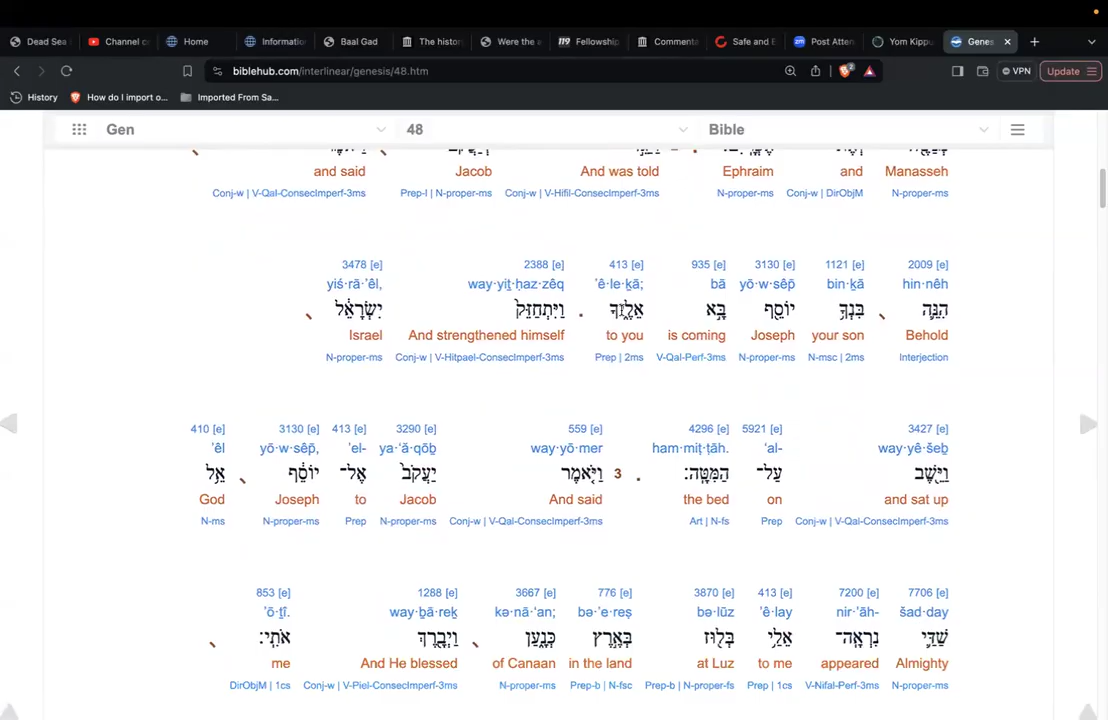 Dead Sea
Channel c
Home
Informatio
Baal Gad
The histor
Were the e
119 Fellowship
Commenta
Safe and E
Post Atten
Yom Kippu
Genes
biblehub.com/interlinear/genesis/48.htm
2
VPN
Update
History
How do I import o...
Imported From Sa...
Gen
48
Bible
Manasseh and Ephraim And was told Jacob and said
N-proper-ms Conj-w | DirObjM N-proper-ms Conj-w | V-Hifil-ConsecImperf-3ms Prep-l | N-proper-ms Conj-w | V-Qal-ConsecImperf-3ms
2009 [e] 1121 [e] 3130 [e] 935 [e] 413 [e] 2388 [e] 3478 [e]
hin·nêh bin·ḵā yō·w·sêp̄ bā 'ê·le·ḵā; way·yiṯ·ḥaz·zêq yiś·rā·'êl,
הִנֵּ֛ה 、 בִּנְךָ֥ יוֹסֵ֖ף בָּ֣א אֵלֶ֑יךָ . וַיִּתְחַזֵּק֙ יִשְׂרָאֵ֔ל 、
Behold your son Joseph is coming to you And strengthened himself Israel
Interjection N-msc | 2ms N-proper-ms V-Qal-Perf-3ms Prep | 2ms Conj-w | V-Hitpael-ConsecImperf-3ms N-proper-ms
3427 [e] 5921 [e] 4296 [e] 559 [e] 3290 [e] 413 [e] 3130 [e] 410 [e]
way·yê·šeḇ 'al- ham·miṭ·ṭāh. way·yō·mer ya·'ă·qōḇ 'el- yō·w·sêp̄, 'êl
וַיֵּ֖שֶׁב עַל־ הַמִּטָּֽה׃ . 3 וַיֹּ֤אמֶר יַעֲקֹב֙ אֶל־ יוֹסֵ֔ף 、 אֵ֥ל
and sat up on the bed And said Jacob to Joseph God
Conj-w | V-Qal-ConsecImperf-3ms Prep Art | N-fs Conj-w | V-Qal-ConsecImperf-3ms N-proper-ms Prep N-proper-ms N-ms
7706 [e] 7200 [e] 413 [e] 3870 [e] 776 [e] 3667 [e] 1288 [e] 853 [e]
šad·day nir·'āh- 'ê·lay bə·lūz bə·'e·reṣ kə·nā·'an; way·ḇā·reḵ 'ō·ṯî.
שַׁדַּ֛י נִרְאָֽה־ אֵלַ֥י בְּל֖וּז בְּאֶ֣רֶץ כְּנָ֑עַן 、 וַיְבָ֖רֶךְ אֹתִֽי׃ 、
Almighty appeared to me at Luz in the land of Canaan And He blessed me
N-proper-ms V-Nifal-Perf-3ms Prep | 1cs Prep-b | N-proper-fs Prep-b | N-fsc N-proper-ms Conj-w | V-Piel-ConsecImperf-3ms DirObjM | 1cs